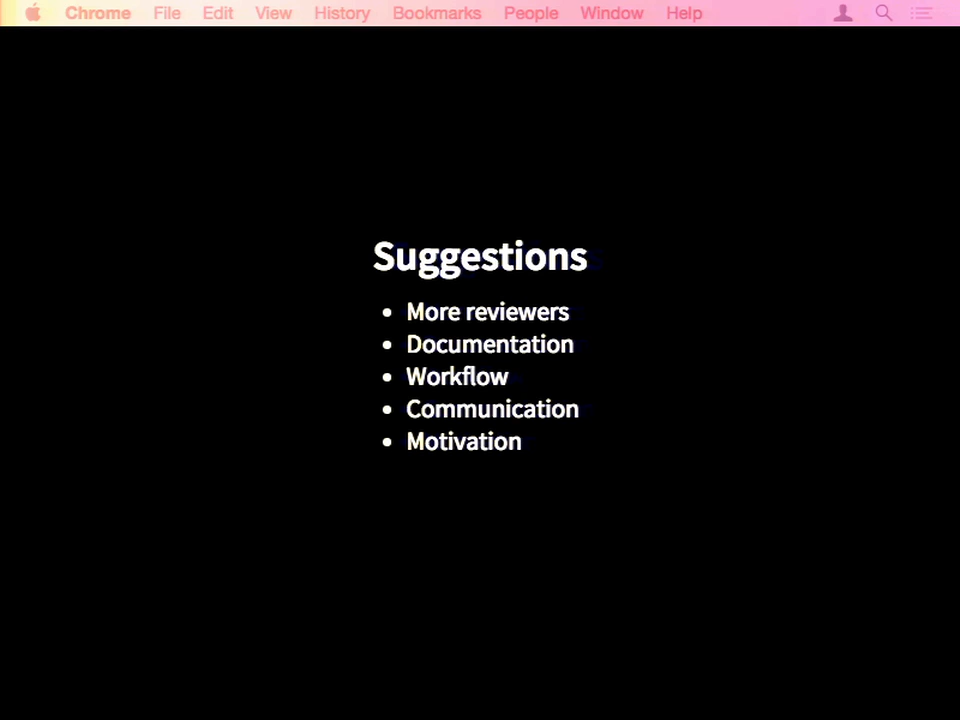 Chrome File Edit View History Bookmarks People Window Help
Suggestions
• More reviewers
• Documentation
• Workflow
• Communication
• Motivation